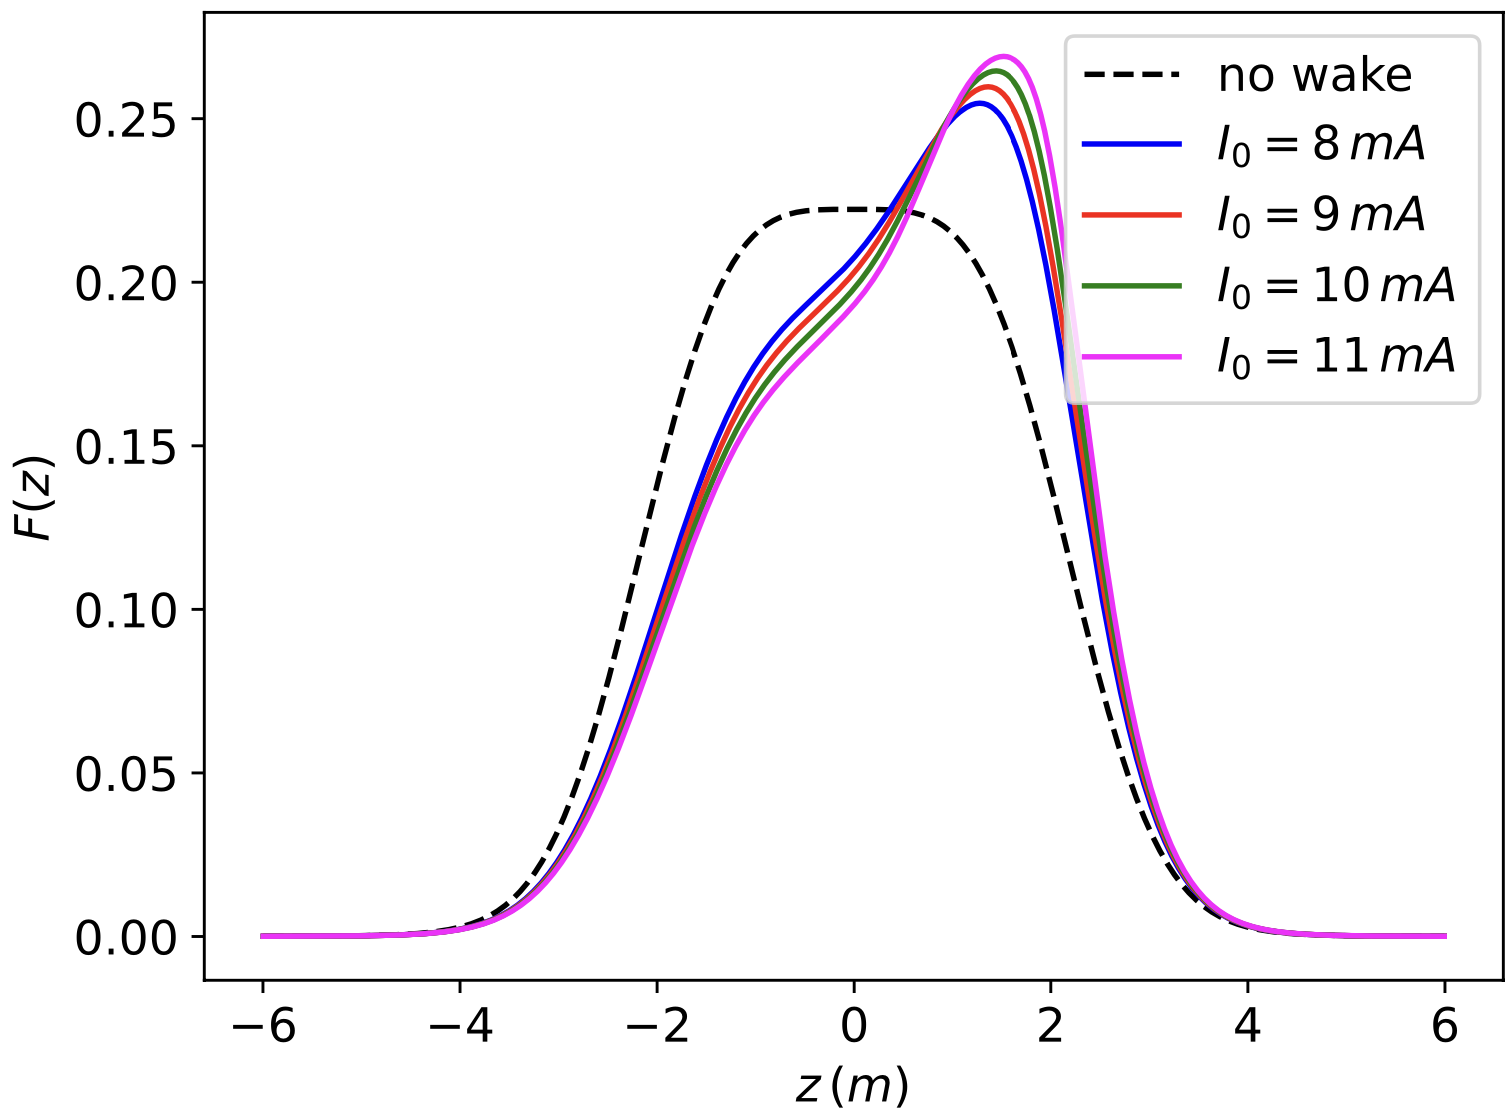 F(z)
0.25
0.20
0.15
0.10
0.05
0.00
no wake
I₀ = 8 mA
I₀ = 9 mA
I₀ = 10 mA
I₀ = 11 mA
−6 −4 −2 0 2 4 6
z (m)